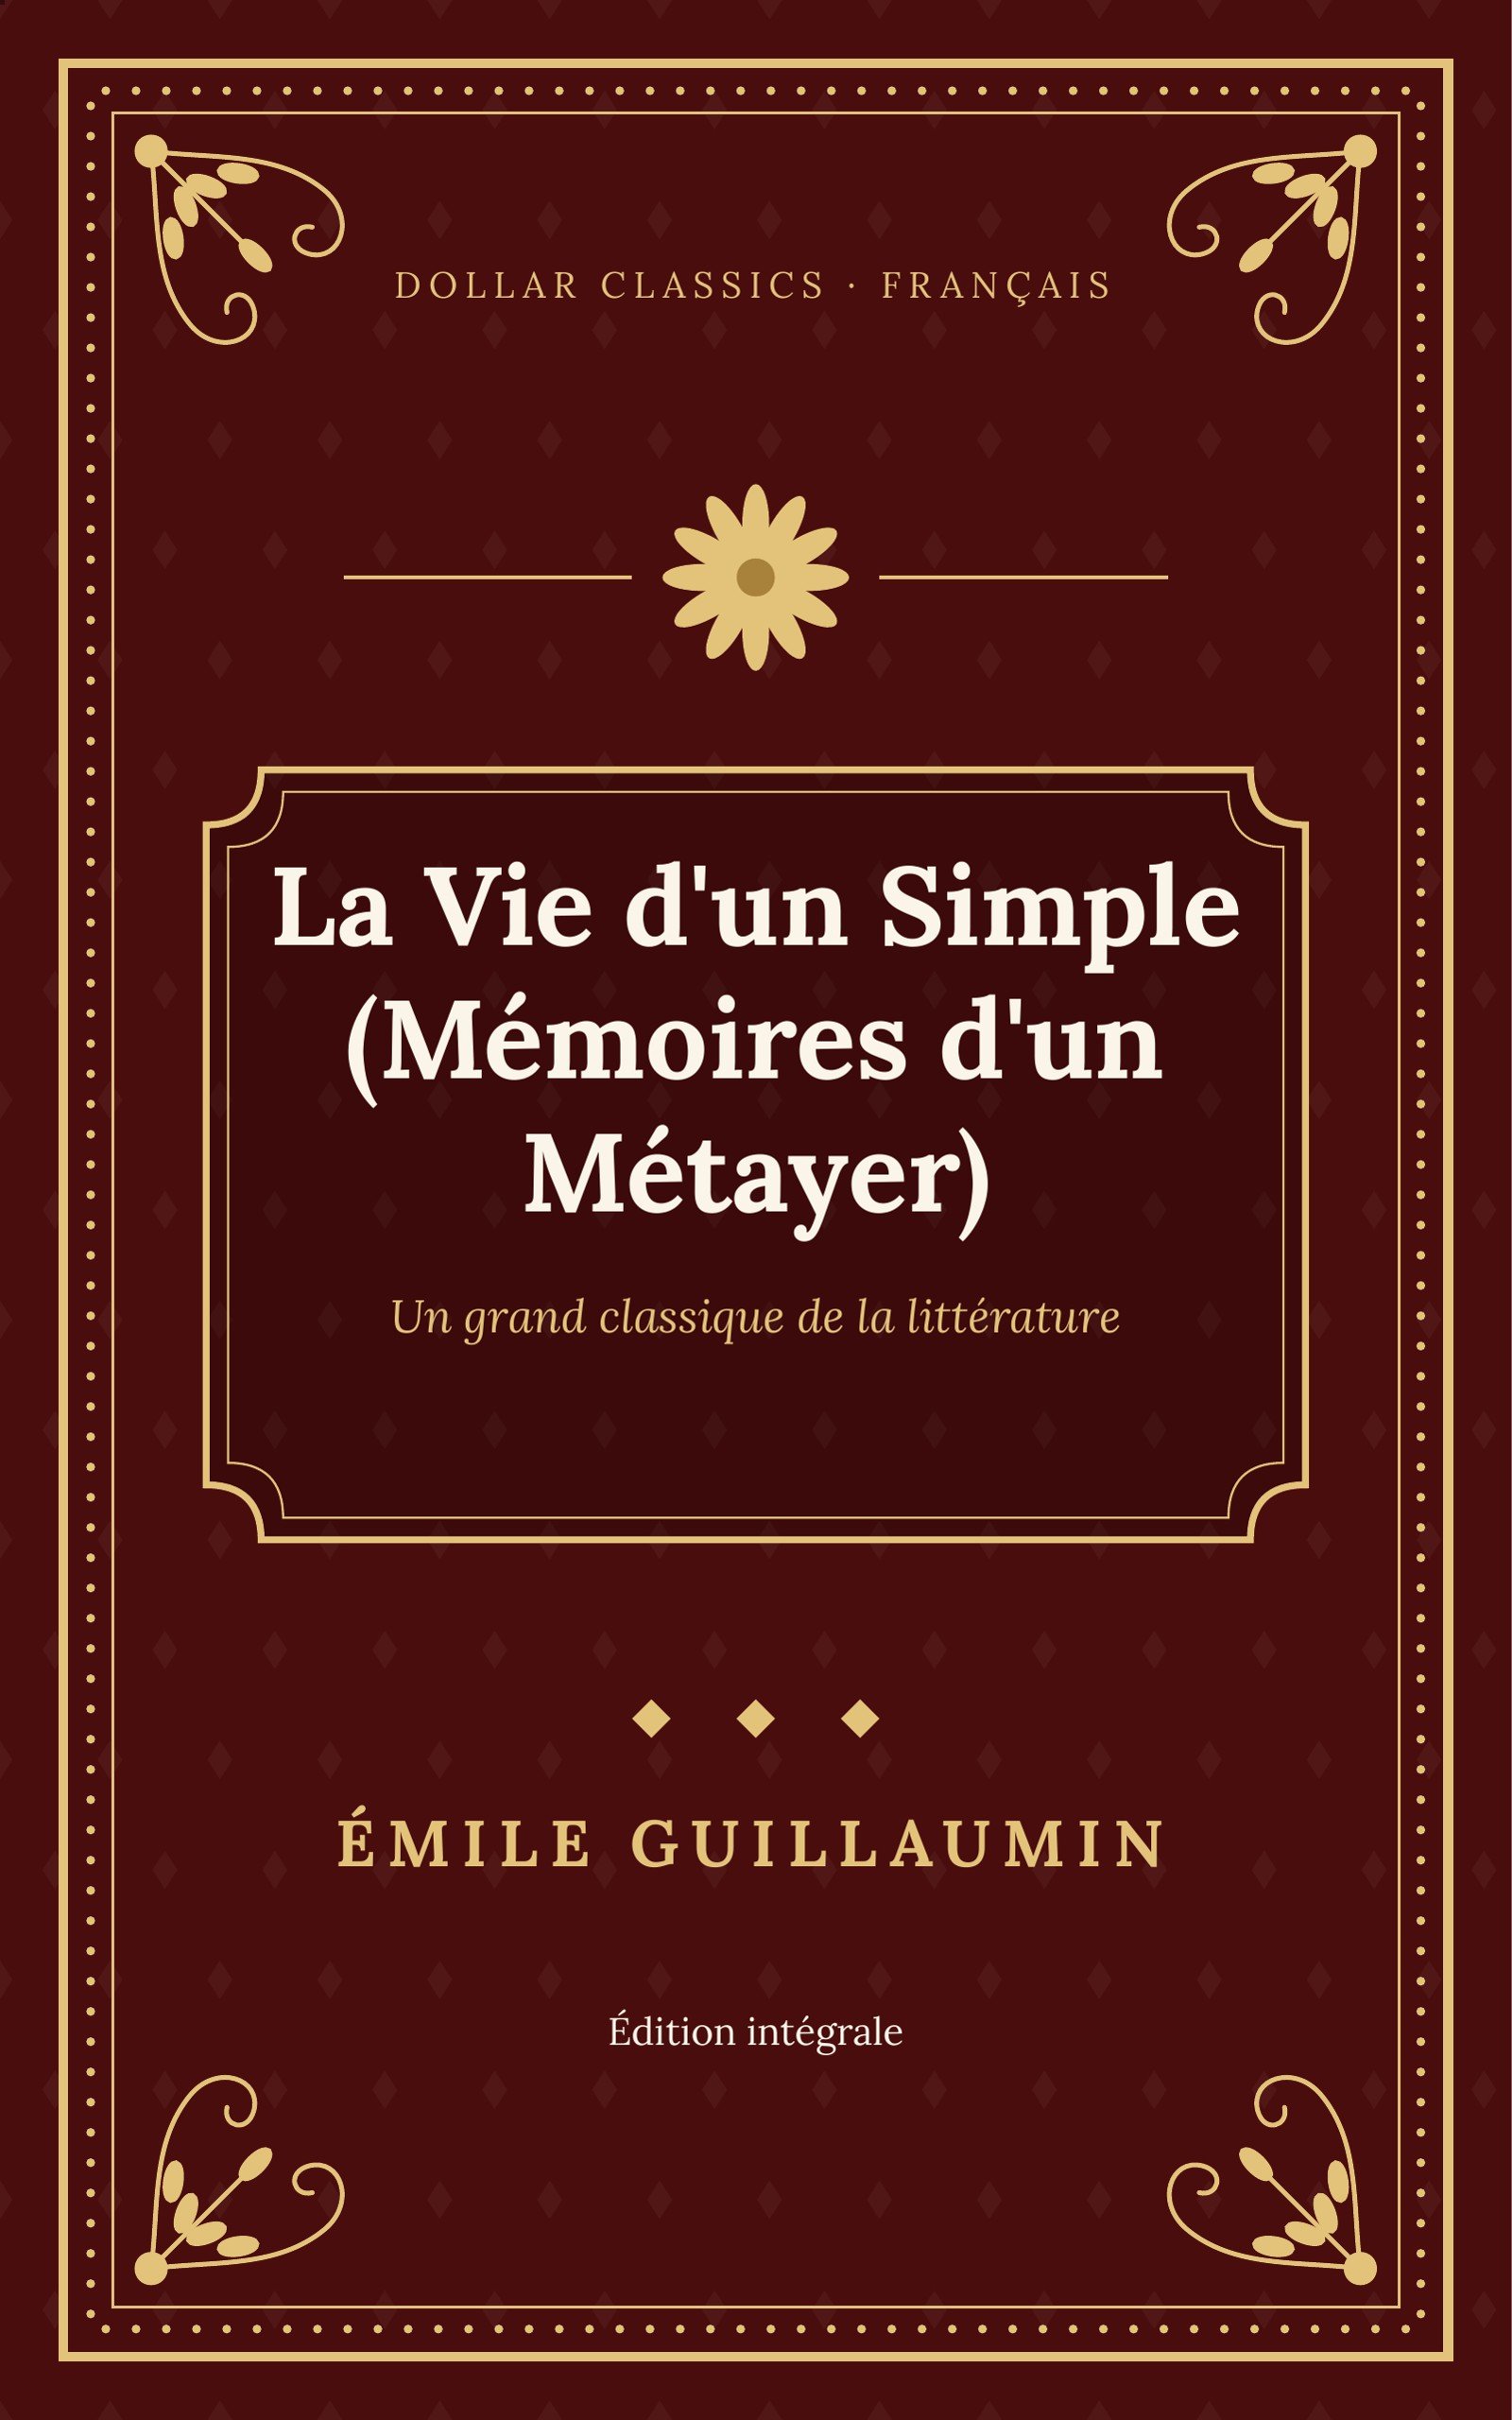 DOLLAR CLASSICS · FRANÇAIS
La Vie d'un Simple
(Mémoires d'un
Métayer)
Un grand classique de la littérature
ÉMILE GUILLAUMIN
Édition intégrale